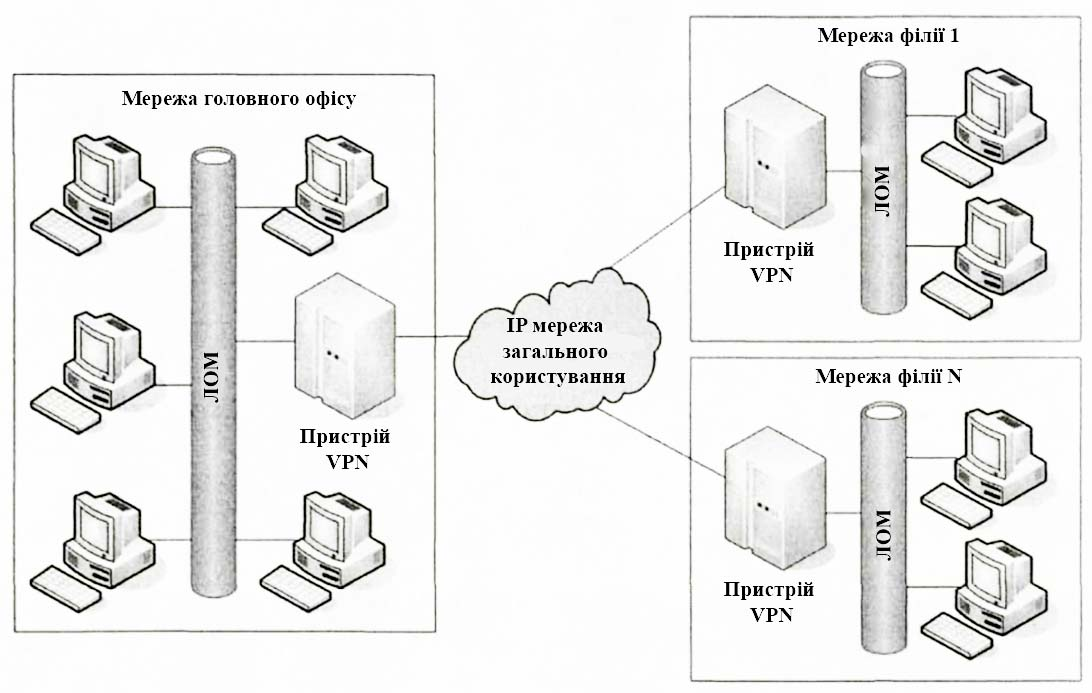 Мережа головного офісу
ЛОМ
Пристрій
VPN
IP мережа
загального
користування
Мережа філії 1
Пристрій
VPN
ЛОМ
Мережа філії N
Пристрій
VPN
ЛОМ